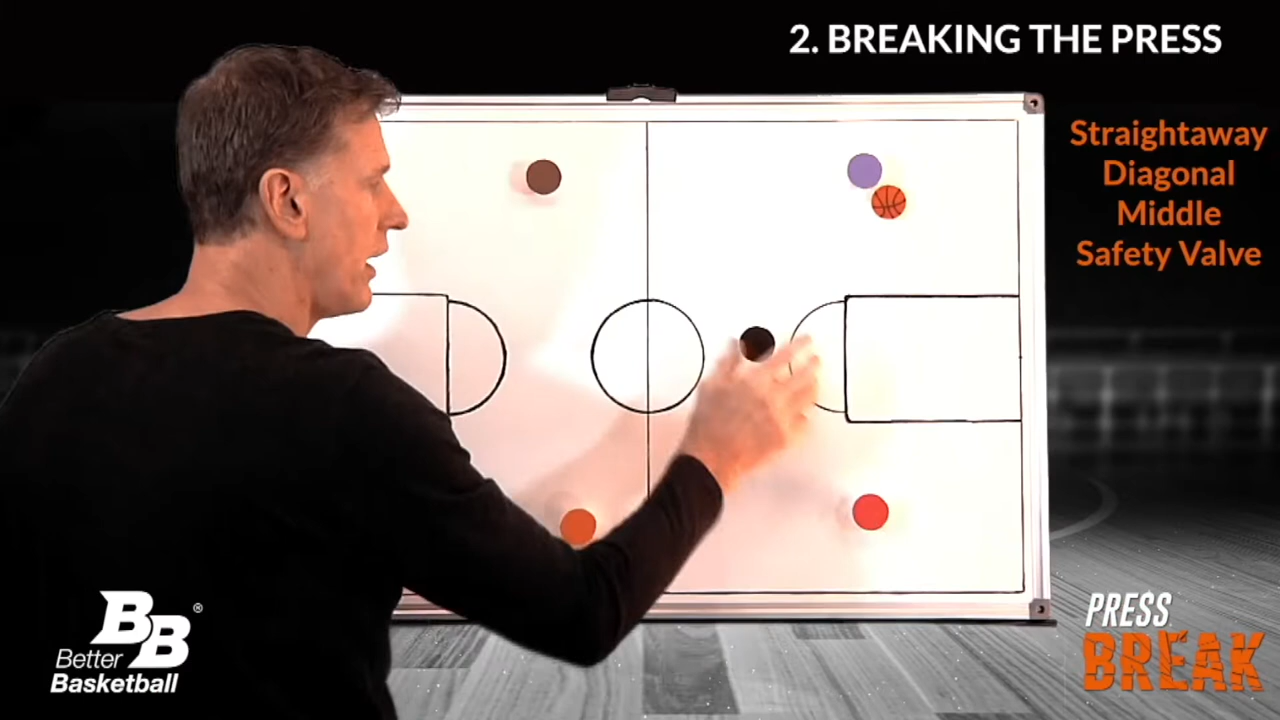 2. BREAKING THE PRESS
Straightaway
Diagonal
Middle
Safety Valve
BB®
Better
Basketball
PRESS
BREAK